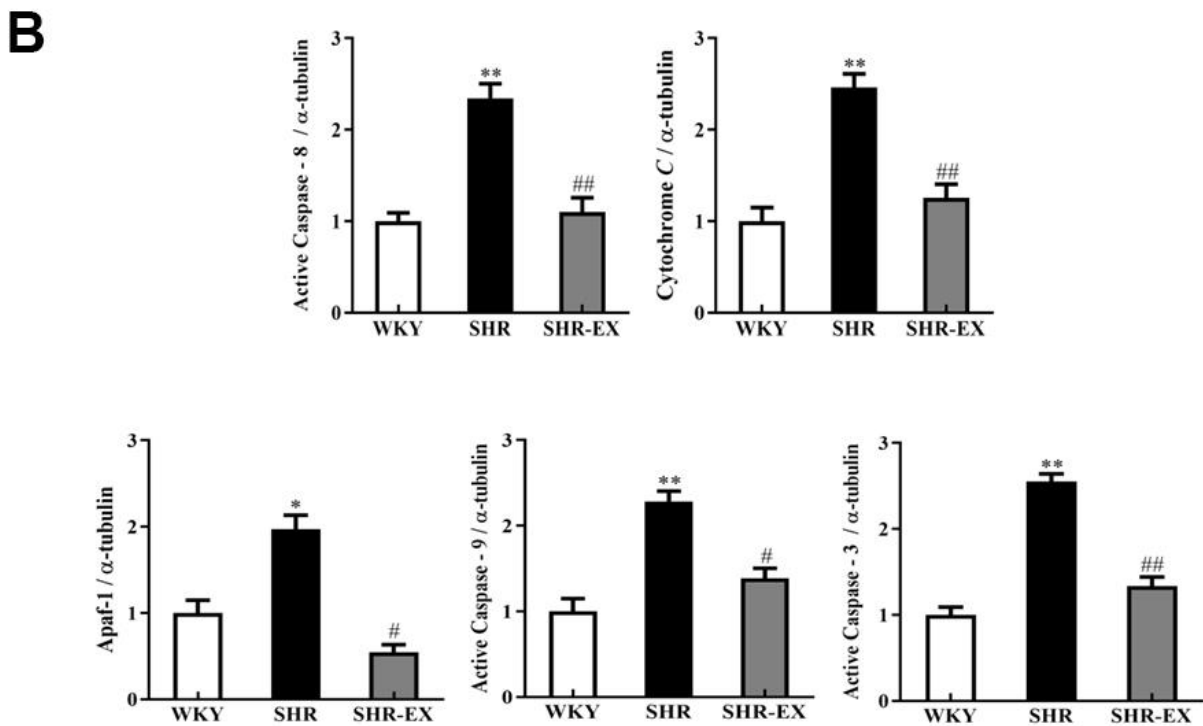 B
Active Caspase - 8 / α-tubulin
3
2
1
0
**
##
WKY SHR SHR-EX
Cytochrome C / α-tubulin
3
2
1
0
**
##
WKY SHR SHR-EX
Apaf-1 / α-tubulin
3
2
1
0
*
#
WKY SHR SHR-EX
Active Caspase - 9 / α-tubulin
3
2
1
0
**
#
WKY SHR SHR-EX
Active Caspase - 3 / α-tubulin
3
2
1
0
**
##
WKY SHR SHR-EX